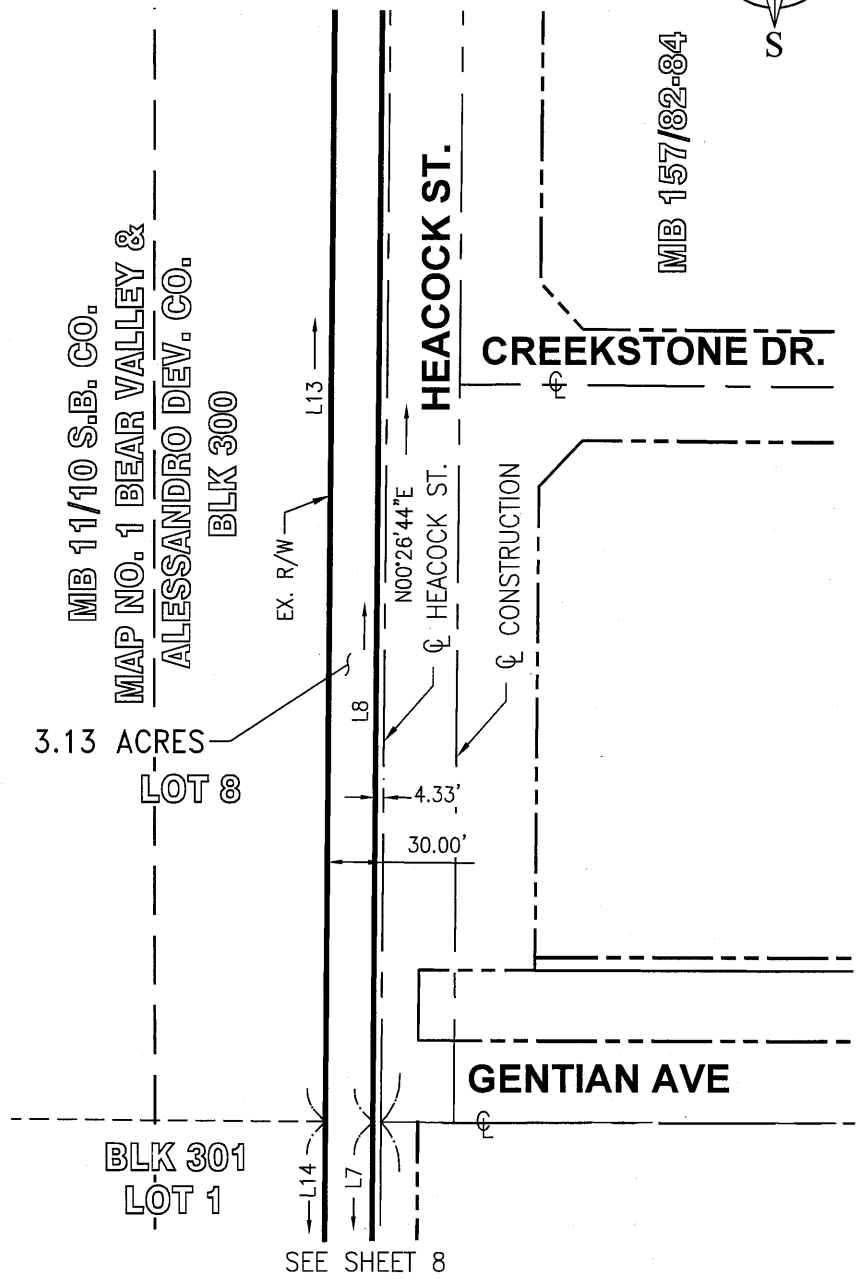 S
MB 157/82-84
HEACOCK ST.
CREEKSTONE DR.
℄
MB 11/10 S.B. CO.
MAP NO. 1 BEAR VALLEY &
ALESSANDRO DEV. CO.
BLK 300
L13
EX. R/W
N00°26'44"E
℄ HEACOCK ST.
℄ CONSTRUCTION
L8
3.13 ACRES
LOT 8
4.33'
30.00'
GENTIAN AVE
℄
BLK 301
LOT 1
L14
L7
SEE SHEET 8